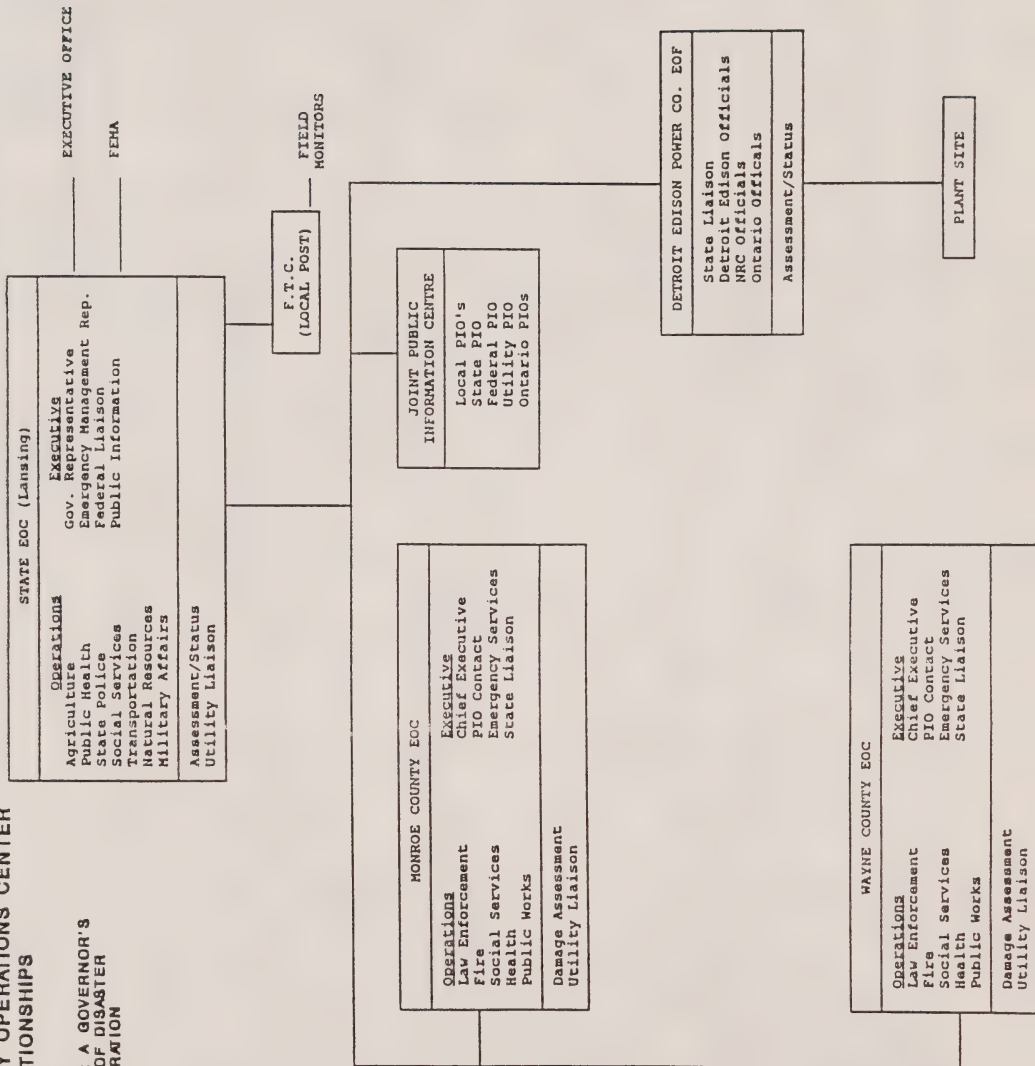 Y OPERATIONS CENTER
TIONSHIPS
A GOVERNOR'S
OF DISASTER
RATION
STATE EOC (Lansing)
Operations
Agriculture
Public Health
State Police
Social Services
Transportation
Natural Resources
Military Affairs
Executive
Gov. Representative
Emergency Management Rep.
Federal Liaison
Public Information
Assessment/Status
Utility Liaison
EXECUTIVE OFFICE
FEMA
F.T.C.
(LOCAL POST)
FIELD
MONITORS
MONROE COUNTY EOC
Operations
Law Enforcement
Fire
Social Services
Health
Public Works
Executive
Chief Executive
PIO Contact
Emergency Services
State Liaison
Damage Assessment
Utility Liaison
JOINT PUBLIC
INFORMATION CENTRE
Local PIO's
State PIO
Federal PIO
Utility PIO
Ontario PIOs
DETROIT EDISON POWER CO. EOF
State Liaison
Detroit Edison Officials
NRC Officials
Ontario Officals
Assessment/Status
WAYNE COUNTY EOC
Operations
Law Enforcement
Fire
Social Services
Health
Public Works
Executive
Chief Executive
PIO Contact
Emergency Services
State Liaison
Damage Assessment
Utility Liaison
PLANT SITE